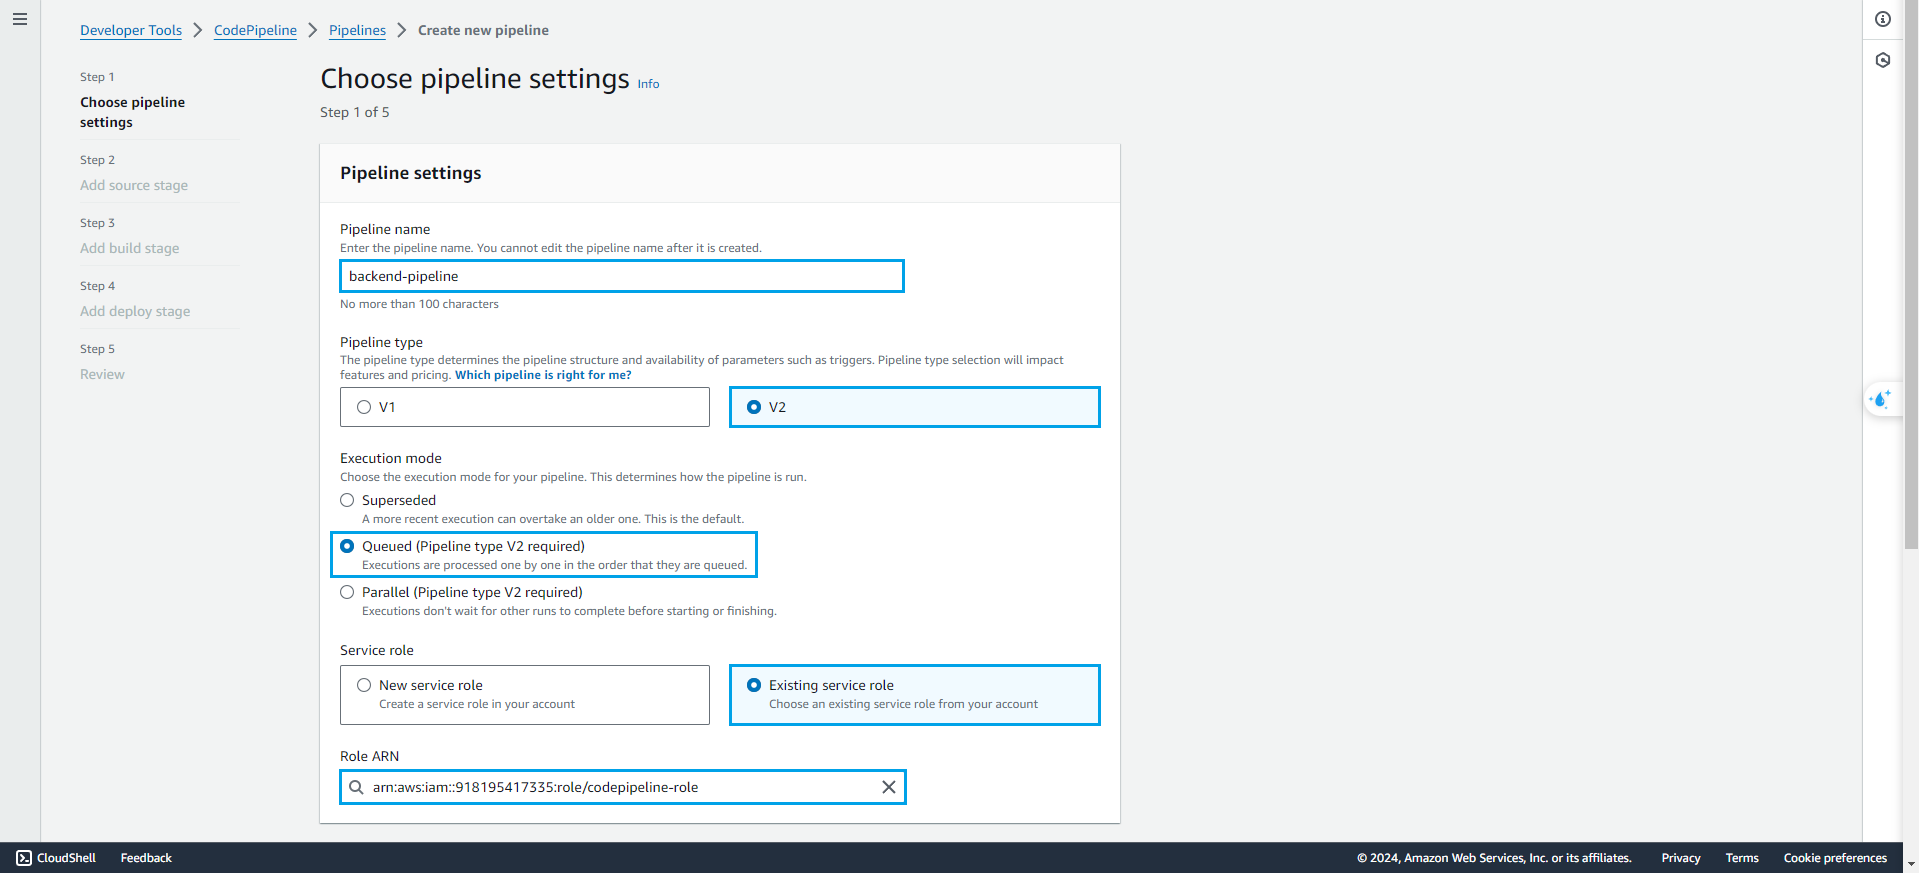 Developer Tools > CodePipeline > Pipelines > Create new pipeline
Step 1
Choose pipeline
settings
Step 2
Add source stage
Step 3
Add build stage
Step 4
Add deploy stage
Step 5
Review
Choose pipeline settings Info
Step 1 of 5
Pipeline settings
Pipeline name
Enter the pipeline name. You cannot edit the pipeline name after it is created.
backend-pipeline
No more than 100 characters
Pipeline type
The pipeline type determines the pipeline structure and availability of parameters such as triggers. Pipeline type selection will impact
features and pricing. Which pipeline is right for me?
V1
V2
Execution mode
Choose the execution mode for your pipeline. This determines how the pipeline is run.
Superseded
A more recent execution can overtake an older one. This is the default.
Queued (Pipeline type V2 required)
Executions are processed one by one in the order that they are queued.
Parallel (Pipeline type V2 required)
Executions don't wait for other runs to complete before starting or finishing.
Service role
New service role
Create a service role in your account
Existing service role
Choose an existing service role from your account
Role ARN
arn:aws:iam::918195417335:role/codepipeline-role
CloudShell Feedback © 2024, Amazon Web Services, Inc. or its affiliates. Privacy Terms Cookie preferences